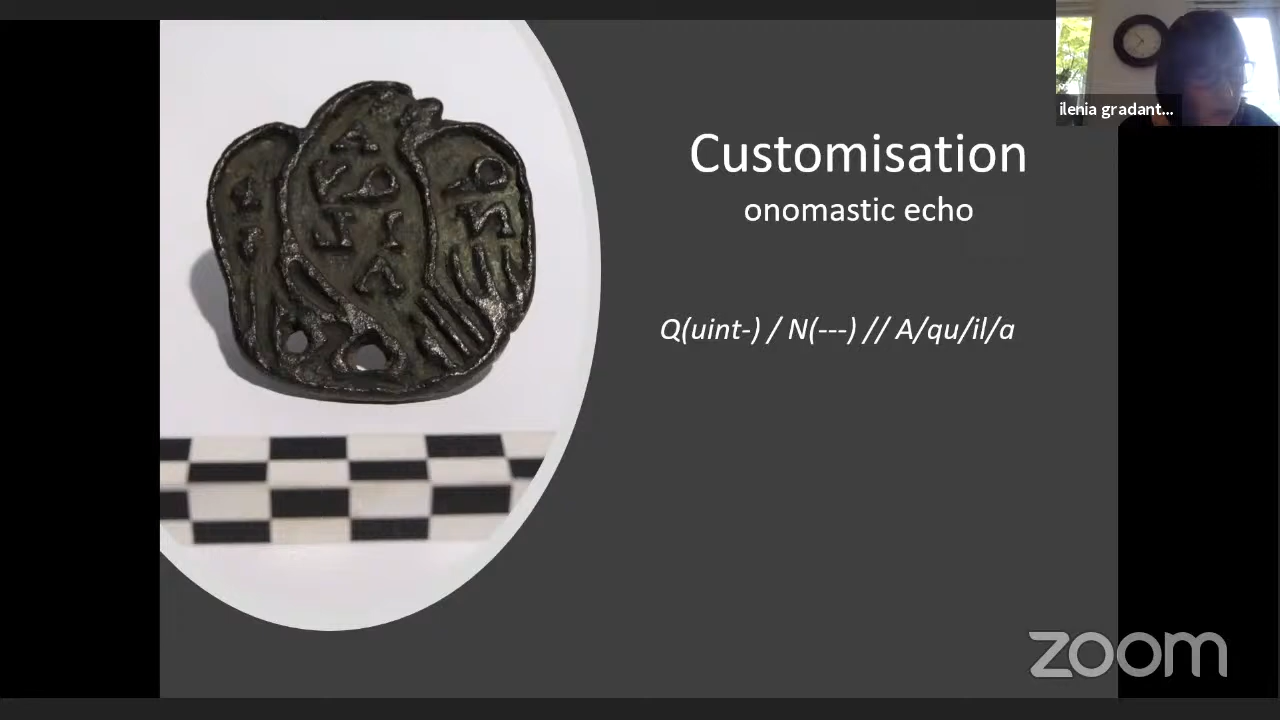 ilenia gradant...
Customisation
onomastic echo
Q(uint-) / N(---) // A/qu/il/a
zoom